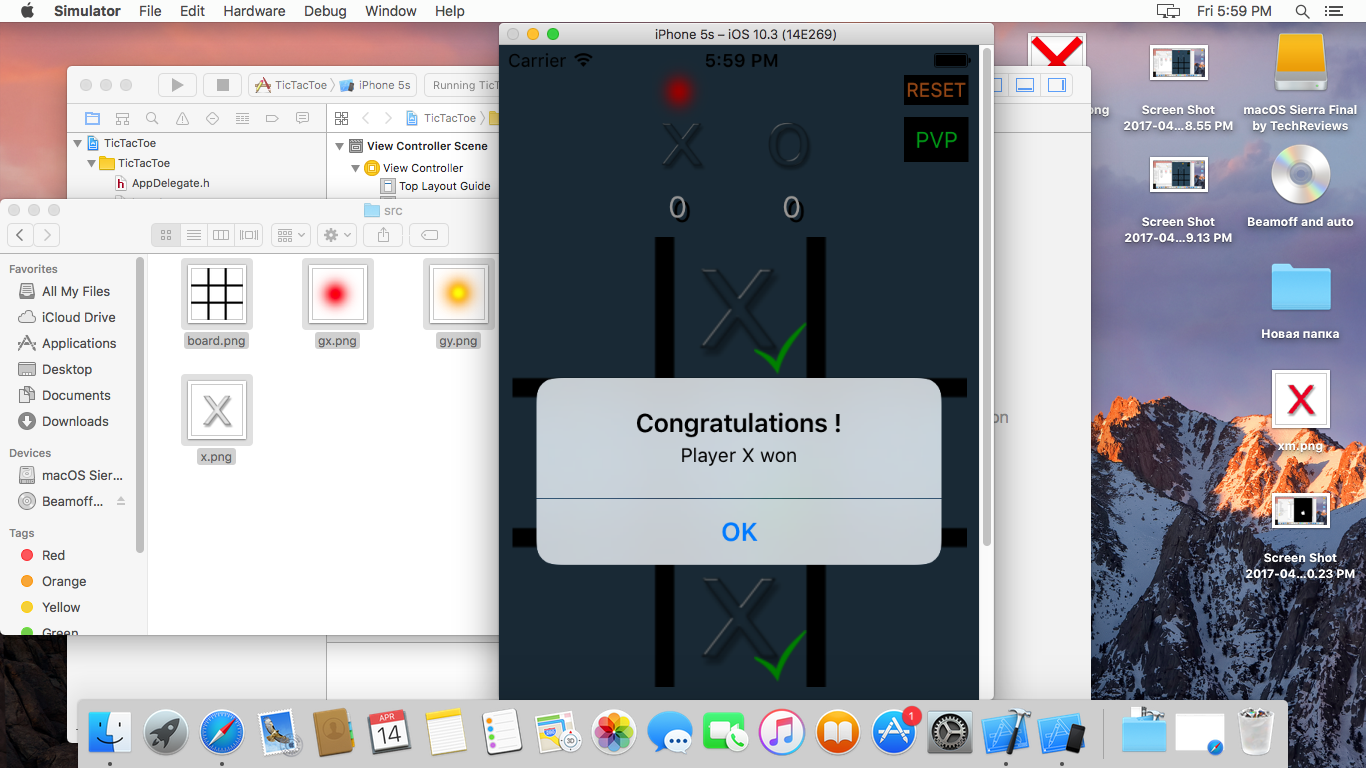 Simulator File Edit Hardware Debug Window Help
Fri 5:59 PM
iPhone 5s – iOS 10.3 (14E269)
Carrier 5:59 PM
RESET
X O
PVP
0 0
X
Congratulations !
Player X won
OK
X
TicTacToe iPhone 5s
Running
TicTacToe
TicTacToe
TicTacToe
h AppDelegate.h
View Controller Scene
View Controller
Top Layout Guide
src
Favorites
All My Files
iCloud Drive
Applications
Desktop
Documents
Downloads
Devices
macOS Sier...
Beamoff...
Tags
Red
Orange
Yellow
Green
board.png
gx.png
gy.png
X
x.png
Screen Shot
2017-04...8.55 PM
macOS Sierra Final
by TechReviews
Screen Shot
2017-04...9.13 PM
Beamoff and auto
Новая папка
X
xm.png
Screen Shot
2017-04...0.23 PM
APR
14
1